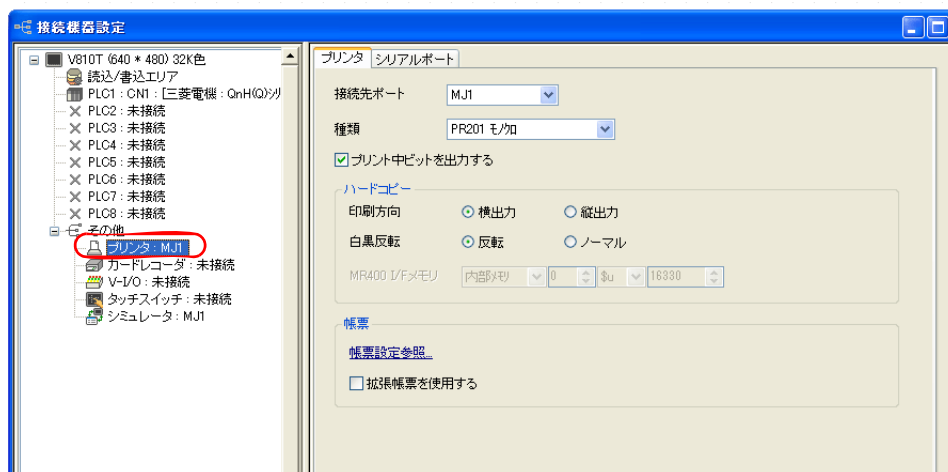 接続機器設定
V810T (640 * 480) 32K色
読込/書込エリア
PLC1 : CN1 : [三菱電機 : QnH(Q)シリ
PLC2 : 未接続
PLC3 : 未接続
PLC4 : 未接続
PLC5 : 未接続
PLC6 : 未接続
PLC7 : 未接続
PLC8 : 未接続
その他
プリンタ : MJ1
カードレコーダ : 未接続
V-I/O : 未接続
タッチスイッチ : 未接続
シミュレータ : MJ1
プリンタ シリアルポート
接続先ポート MJ1
種類 PR201 モノクロ
プリント中ビットを出力する
ハードコピー
印刷方向 横出力 縦出力
白黒反転 反転 ノーマル
MR400 I/Fメモリ 内部メモリ 0 $u 16330
帳票
帳票設定参照...
拡張帳票を使用する